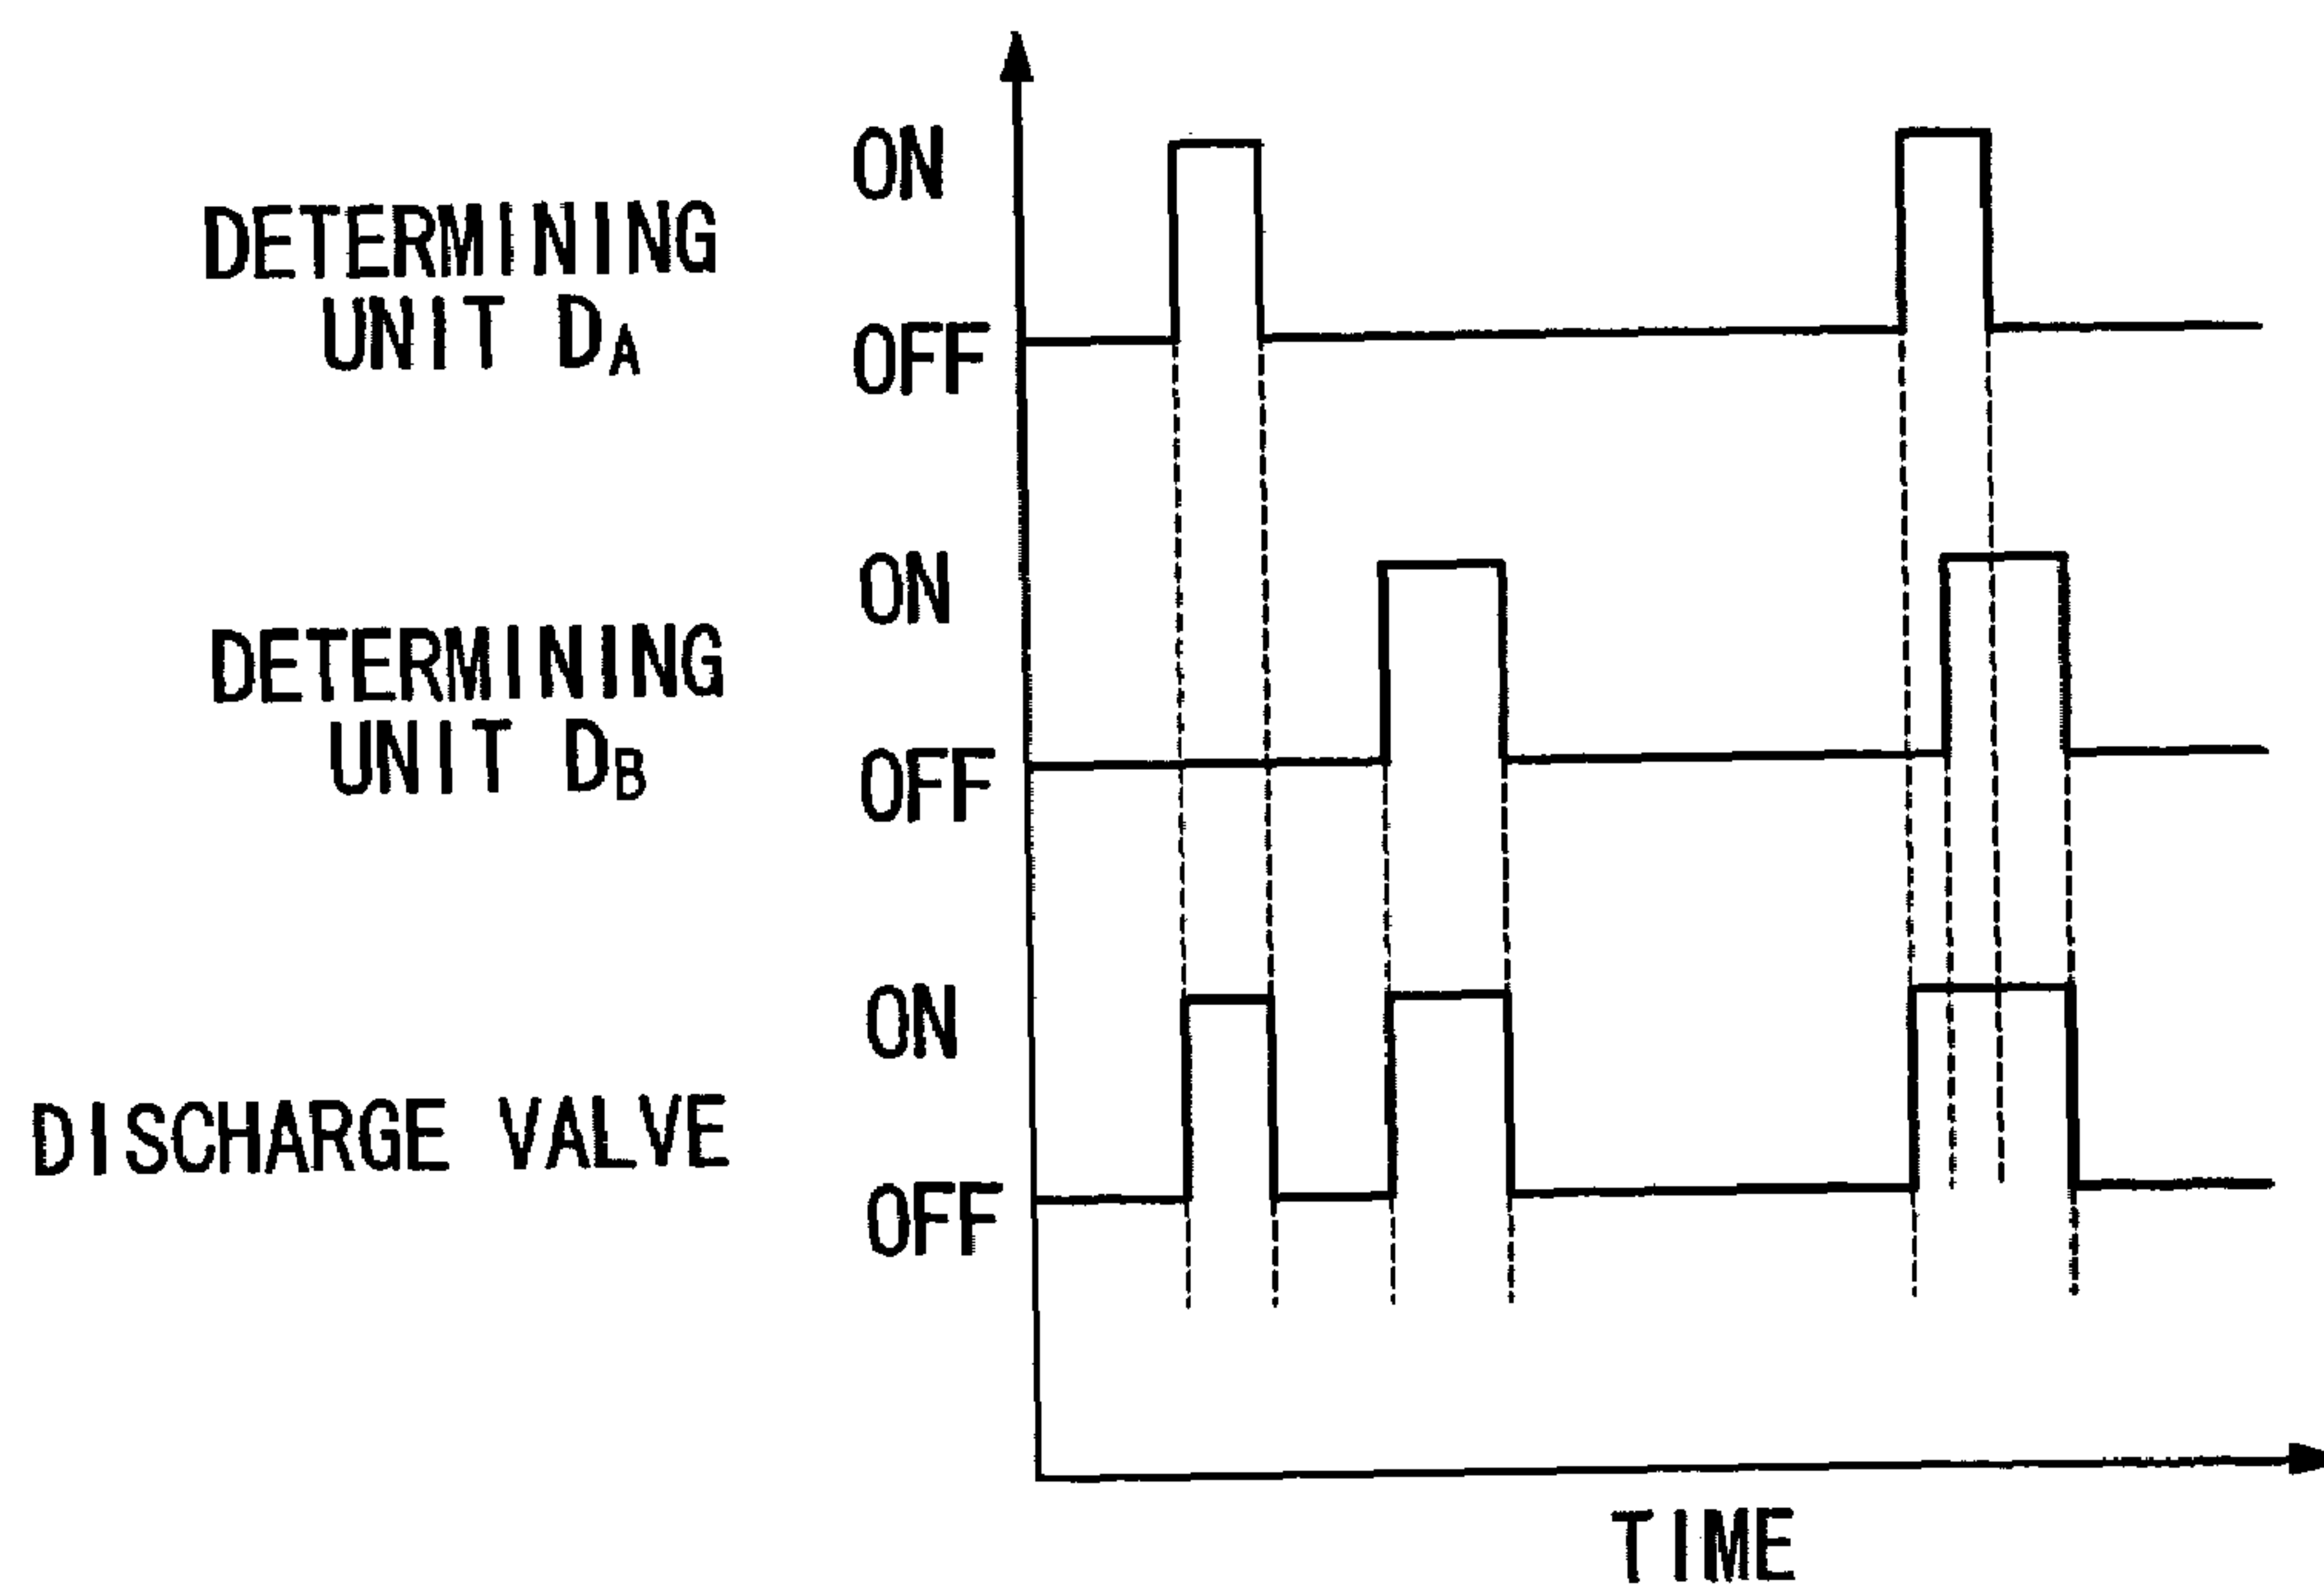 ON
DETERMINING
UNIT DA
OFF
ON
DETERMINING
UNIT DB
OFF
ON
DISCHARGE VALVE
OFF
TIME